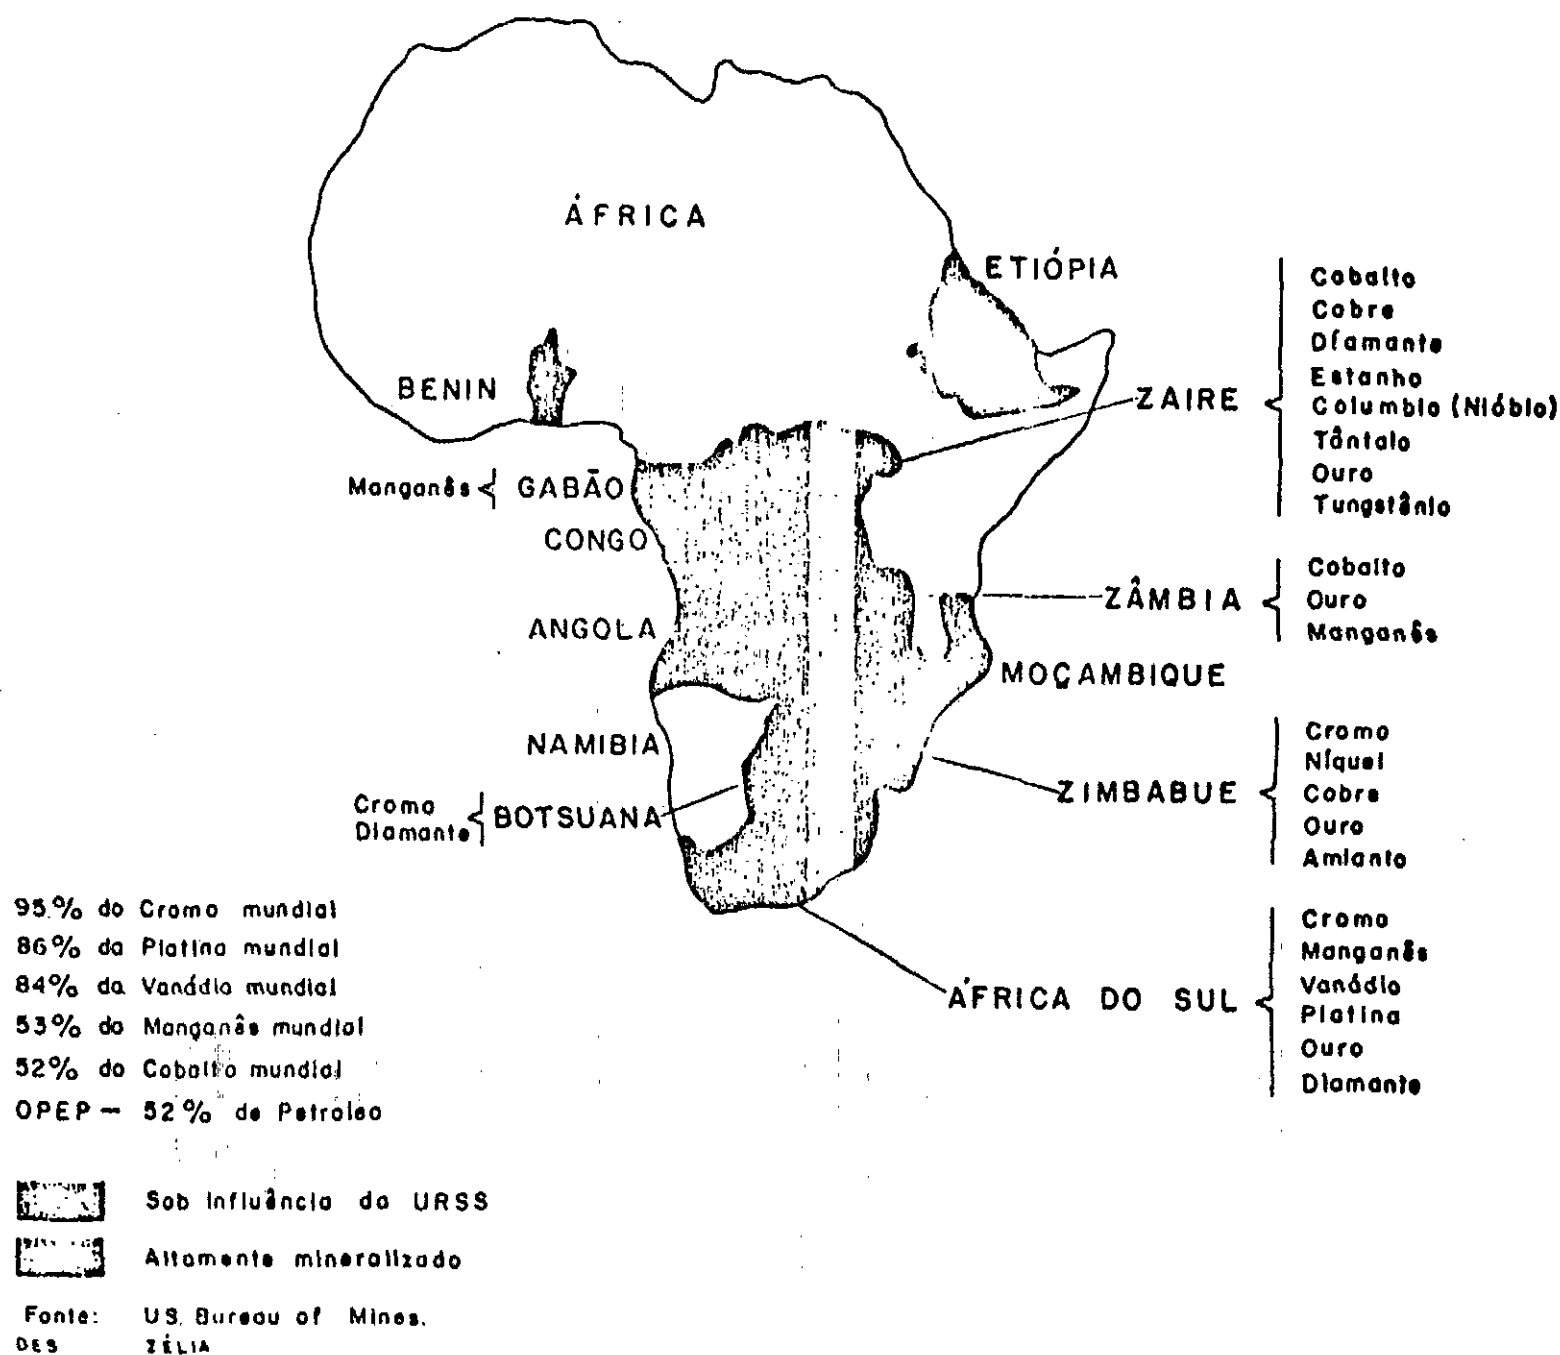 ÁFRICA
ETIÓPIA
BENIN
ZAIRE
Cobalto
Cobre
Diamante
Estanho
Columbio (Nióbio)
Tântalo
Ouro
Tungstênio
Manganês
GABÃO
CONGO
ANGOLA
ZÂMBIA
Cobalto
Ouro
Manganês
MOÇAMBIQUE
NAMIBIA
Cromo
Diamante
BOTSUANA
ZIMBABUE
Cromo
Níquel
Cobre
Ouro
Amianto
ÁFRICA DO SUL
Cromo
Manganês
Vanádio
Platina
Ouro
Diamante
95% do Cromo mundial
86% da Platina mundial
84% da Vanádio mundial
53% do Manganês mundial
52% do Cobalto mundial
OPEP - 52% de Petróleo
Sob Influência da URSS
Altamente mineralizado
Fonte: US. Bureau of Mines.
DES ZÉLIA